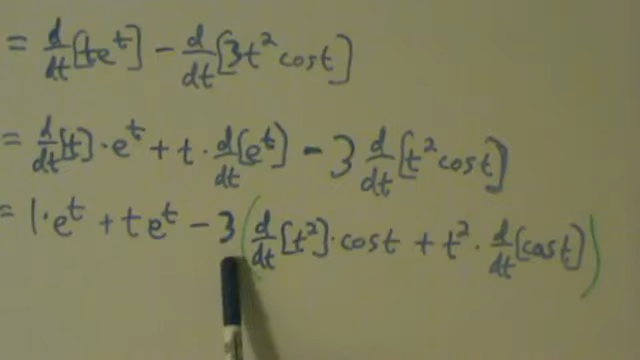 = d/dt[te^t] - d/dt[3t^2 cost]
= d/dt[t]·e^t + t·d/dt[e^t] - 3 d/dt[t^2 cost]
= 1·e^t + te^t - 3(d/dt[t^2]·cost + t^2·d/dt[cost])